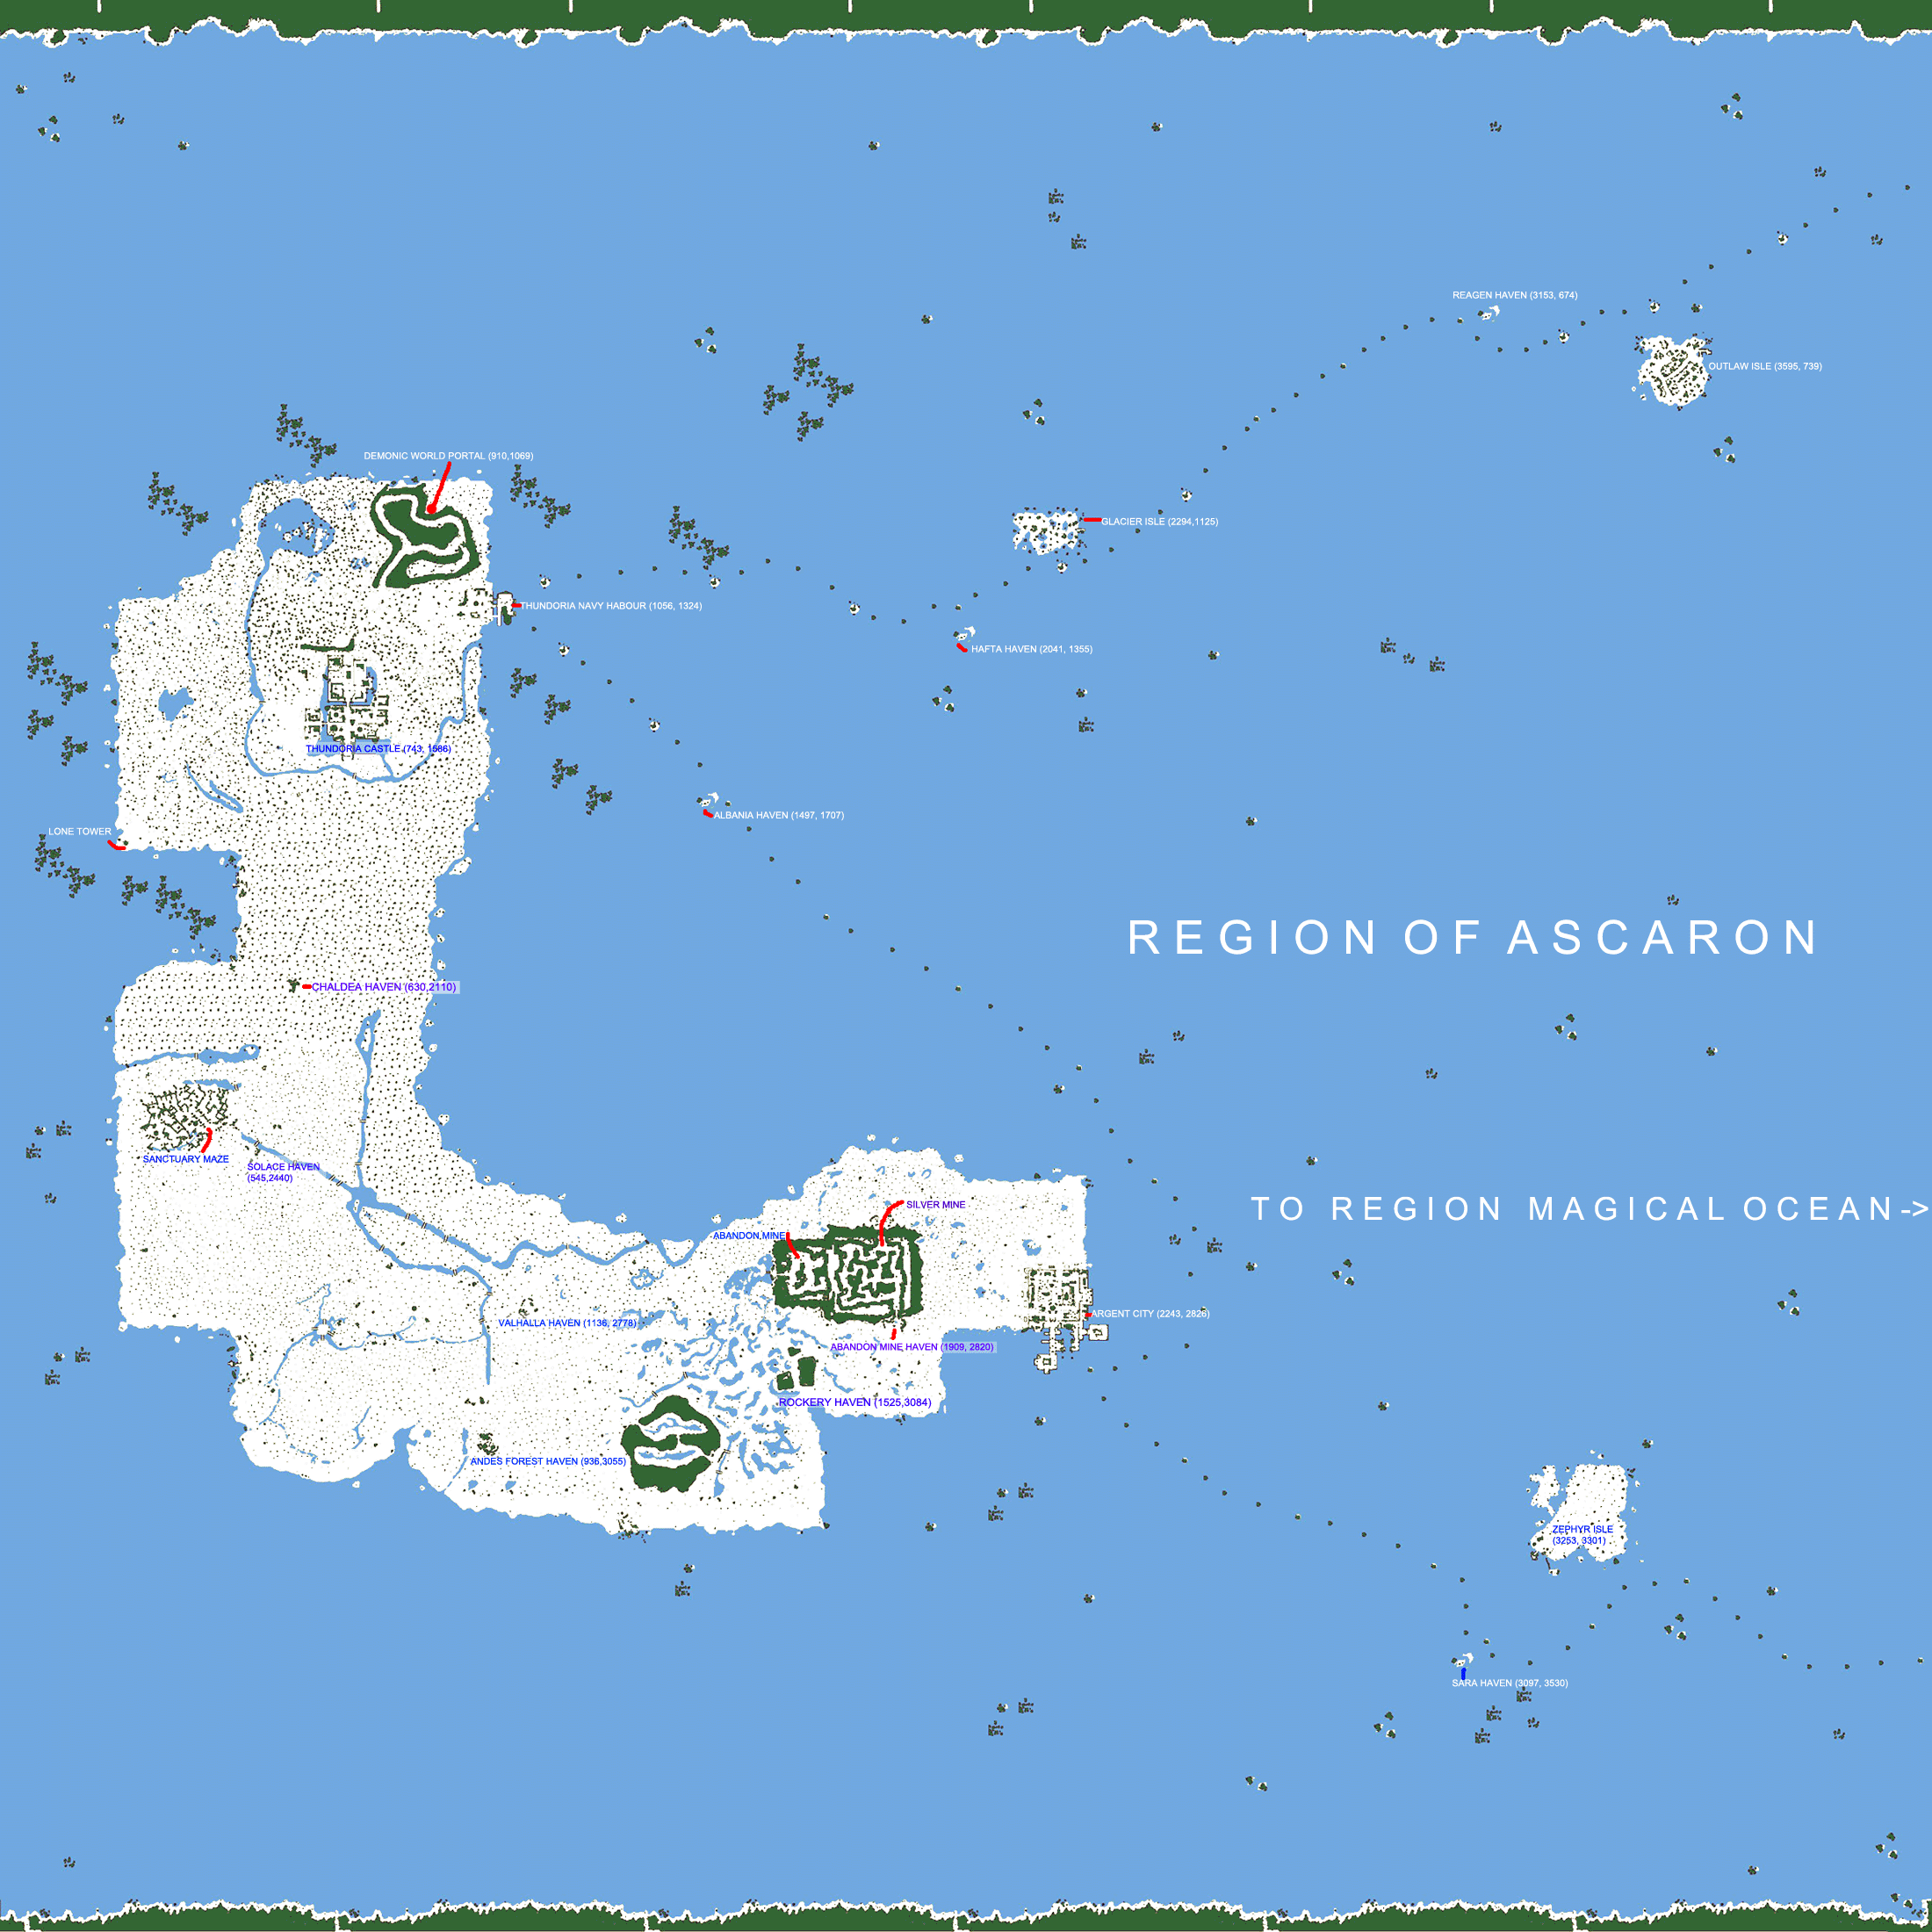 REAGEN HAVEN (3153, 674)
OUTLAW ISLE (3595, 739)
DEMONIC WORLD PORTAL (910,1069)
GLACIER ISLE (2294,1125)
THUNDORIA NAVY HABOUR (1056, 1324)
HAFTA HAVEN (2041, 1355)
THUNDORIA CASTLE (743, 1586)
ALBANIA HAVEN (1497, 1707)
LONE TOWER
REGION OF ASCARON
CHALDEA HAVEN (630,2110)
SANCTUARY MAZE
SOLACE HAVEN
(545,2440)
SILVER MINE
TO REGION MAGICAL OCEAN->
ABANDON MINE
ARGENT CITY (2243, 2826)
VALHALLA HAVEN (1136, 2778)
ABANDON MINE HAVEN (1909, 2820)
ROCKERY HAVEN (1525,3084)
ANDES FOREST HAVEN (936,3055)
ZEPHYR ISLE
(3253, 3301)
SARA HAVEN (3097, 3530)